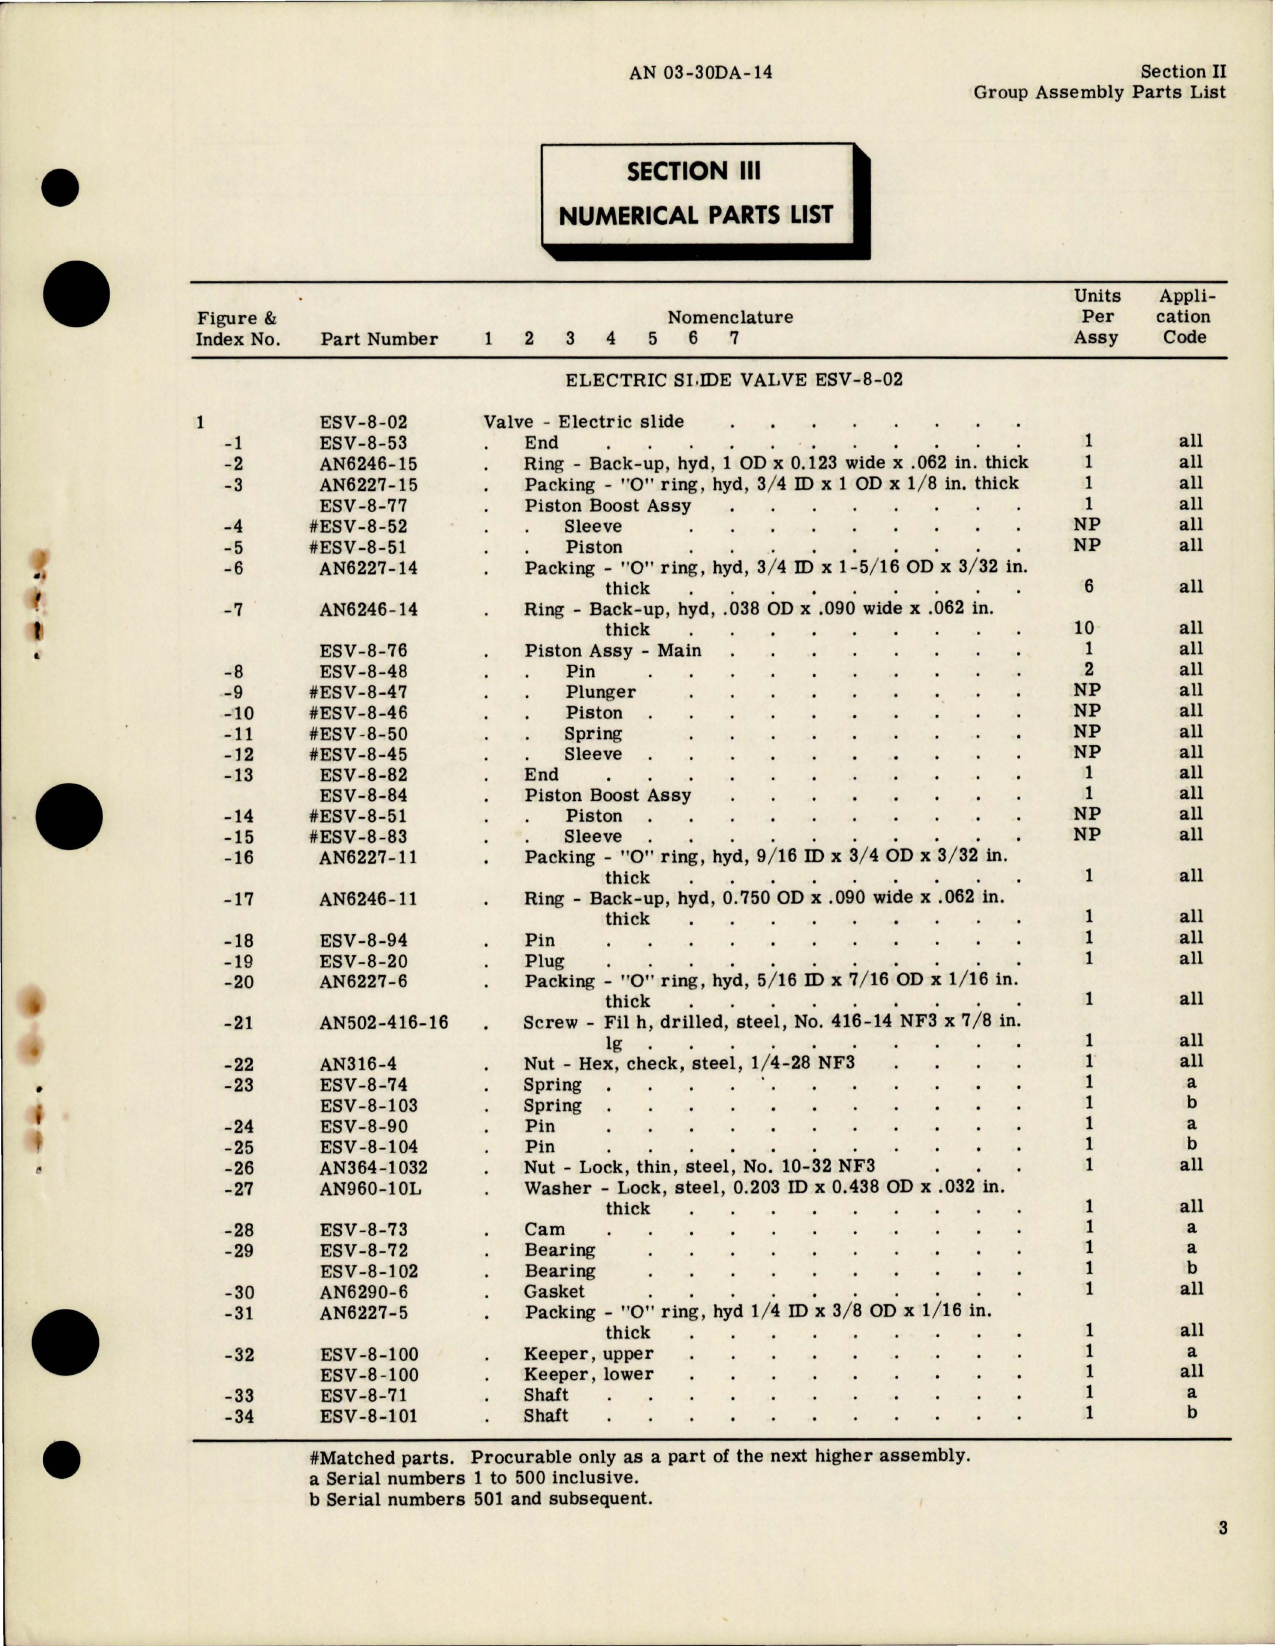 AN 03-30DA-14
Section II
Group Assembly Parts List
SECTION III
NUMERICAL PARTS LIST
Figure & Index No. Part Number 1 2 3 4 5 6 7 Nomenclature Units Per Assy Appli-cation Code
ELECTRIC SLIDE VALVE ESV-8-02
1 ESV-8-02 Valve - Electric slide . . . . . . . .
-1 ESV-8-53 . End . . . . . . . . . . . 1 all
-2 AN6246-15 . Ring - Back-up, hyd, 1 OD x 0.123 wide x .062 in. thick 1 all
-3 AN6227-15 . Packing - "O" ring, hyd, 3/4 ID x 1 OD x 1/8 in. thick 1 all
ESV-8-77 . Piston Boost Assy . . . . . . . . 1 all
-4 #ESV-8-52 . . Sleeve . . . . . . . . . NP all
-5 #ESV-8-51 . . Piston . . . . . . . . . NP all
-6 AN6227-14 . Packing - "O" ring, hyd, 3/4 ID x 1-5/16 OD x 3/32 in.
thick . . . . . . . . . 6 all
-7 AN6246-14 . Ring - Back-up, hyd, .038 OD x .090 wide x .062 in.
thick . . . . . . . . . 10 all
ESV-8-76 . Piston Assy - Main . . . . . . . . 1 all
-8 ESV-8-48 . . Pin . . . . . . . . . . 2 all
-9 #ESV-8-47 . . Plunger . . . . . . . . . NP all
-10 #ESV-8-46 . . Piston . . . . . . . . . . NP all
-11 #ESV-8-50 . . Spring . . . . . . . . . NP all
-12 #ESV-8-45 . . Sleeve . . . . . . . . . . NP all
-13 ESV-8-82 . End . . . . . . . . . . . 1 all
ESV-8-84 . Piston Boost Assy . . . . . . . . 1 all
-14 #ESV-8-51 . . Piston . . . . . . . . . . NP all
-15 #ESV-8-83 . . Sleeve . . . . . . . . . . NP all
-16 AN6227-11 . Packing - "O" ring, hyd, 9/16 ID x 3/4 OD x 3/32 in.
thick . . . . . . . . . 1 all
-17 AN6246-11 . Ring - Back-up, hyd, 0.750 OD x .090 wide x .062 in.
thick . . . . . . . . . 1 all
-18 ESV-8-94 . Pin . . . . . . . . . . . 1 all
-19 ESV-8-20 . Plug . . . . . . . . . . . 1 all
-20 AN6227-6 . Packing - "O" ring, hyd, 5/16 ID x 7/16 OD x 1/16 in.
thick . . . . . . . . . 1 all
-21 AN502-416-16 . Screw - Fil h, drilled, steel, No. 416-14 NF3 x 7/8 in.
lg . . . . . . . . . . 1 all
-22 AN316-4 . Nut - Hex, check, steel, 1/4-28 NF3 . . . . 1 all
-23 ESV-8-74 . Spring . . . . . . . . . . . 1 a
ESV-8-103 . Spring . . . . . . . . . . . 1 b
-24 ESV-8-90 . Pin . . . . . . . . . . . 1 a
-25 ESV-8-104 . Pin . . . . . . . . . . . 1 b
-26 AN364-1032 . Nut - Lock, thin, steel, No. 10-32 NF3 . . . 1 all
-27 AN960-10L . Washer - Lock, steel, 0.203 ID x 0.438 OD x .032 in.
thick . . . . . . . . . 1 all
-28 ESV-8-73 . Cam . . . . . . . . . . . 1 a
-29 ESV-8-72 . Bearing . . . . . . . . . . 1 a
ESV-8-102 . Bearing . . . . . . . . . . 1 b
-30 AN6290-6 . Gasket . . . . . . . . . . 1 all
-31 AN6227-5 . Packing - "O" ring, hyd 1/4 ID x 3/8 OD x 1/16 in.
thick . . . . . . . . . 1 all
-32 ESV-8-100 . Keeper, upper . . . . . . . . . 1 a
ESV-8-100 . Keeper, lower . . . . . . . . . 1 all
-33 ESV-8-71 . Shaft . . . . . . . . . . . 1 a
-34 ESV-8-101 . Shaft . . . . . . . . . . . 1 b
#Matched parts. Procurable only as a part of the next higher assembly.
a Serial numbers 1 to 500 inclusive.
b Serial numbers 501 and subsequent.
3